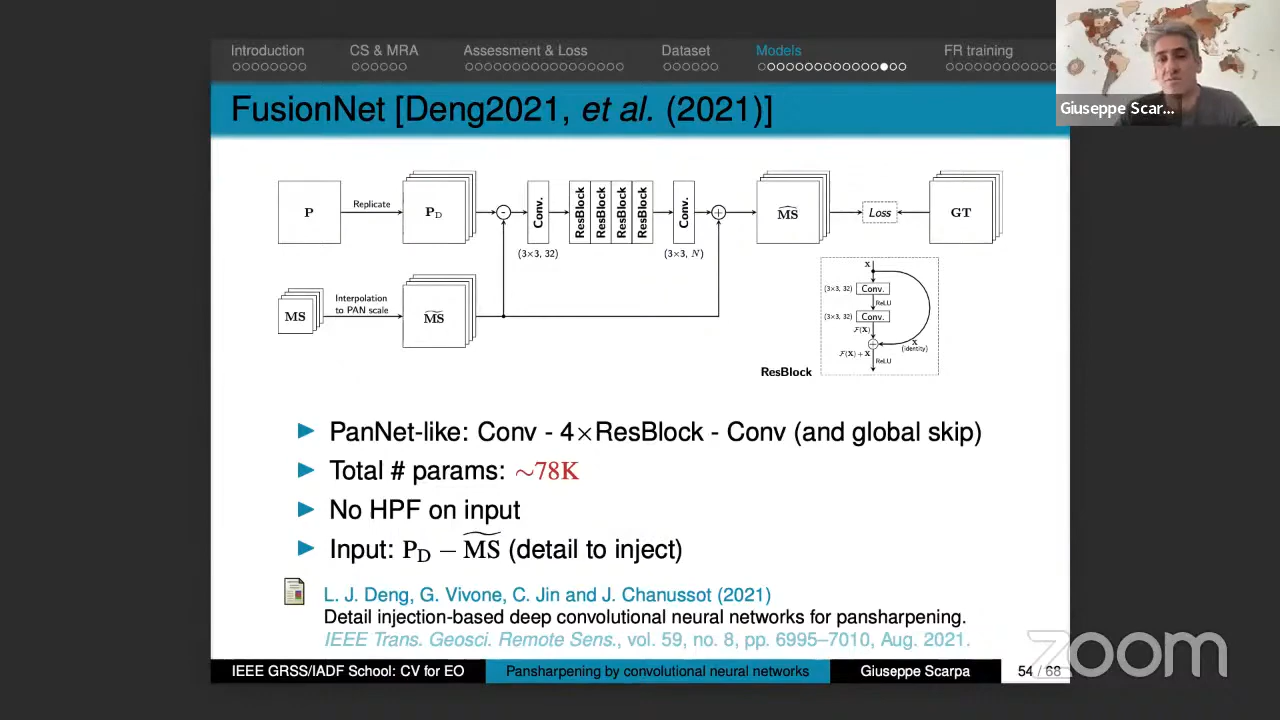 Introduction CS & MRA Assessment & Loss Dataset Models FR training
FusionNet [Deng2021, et al. (2021)]
Giuseppe Scar...
P
Replicate
P_D
-
Conv.
(3×3, 32)
ResBlock
ResBlock
ResBlock
ResBlock
Conv.
(3×3, N)
+
M̂S
Loss
GT
MS
Interpolation
to PAN scale
M͠S
X
(3×3, 32) Conv.
ReLU
(3×3, 32) Conv.
F(X)
+
X
(identity)
F(X) + X
ReLU
ResBlock
► PanNet-like: Conv - 4×ResBlock - Conv (and global skip)
► Total # params: ~78K
► No HPF on input
► Input: P_D − M͠S (detail to inject)
L. J. Deng, G. Vivone, C. Jin and J. Chanussot (2021)
Detail injection-based deep convolutional neural networks for pansharpening.
IEEE Trans. Geosci. Remote Sens., vol. 59, no. 8, pp. 6995–7010, Aug. 2021.
IEEE GRSS/IADF School: CV for EO Pansharpening by convolutional neural networks Giuseppe Scarpa 54 / 68
zoom